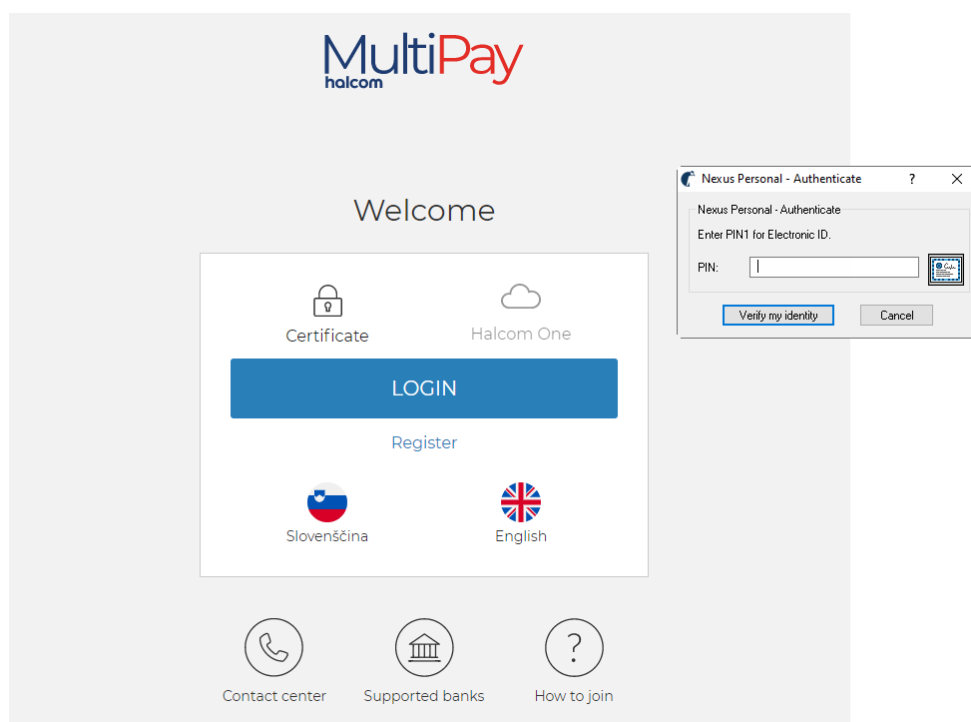 MultiPay
halcom
Welcome
Certificate
Halcom One
LOGIN
Register
Slovenščina
English
Contact center
Supported banks
How to join
Nexus Personal - Authenticate
?
Nexus Personal - Authenticate
Enter PIN1 for Electronic ID.
PIN:
Verify my identity
Cancel